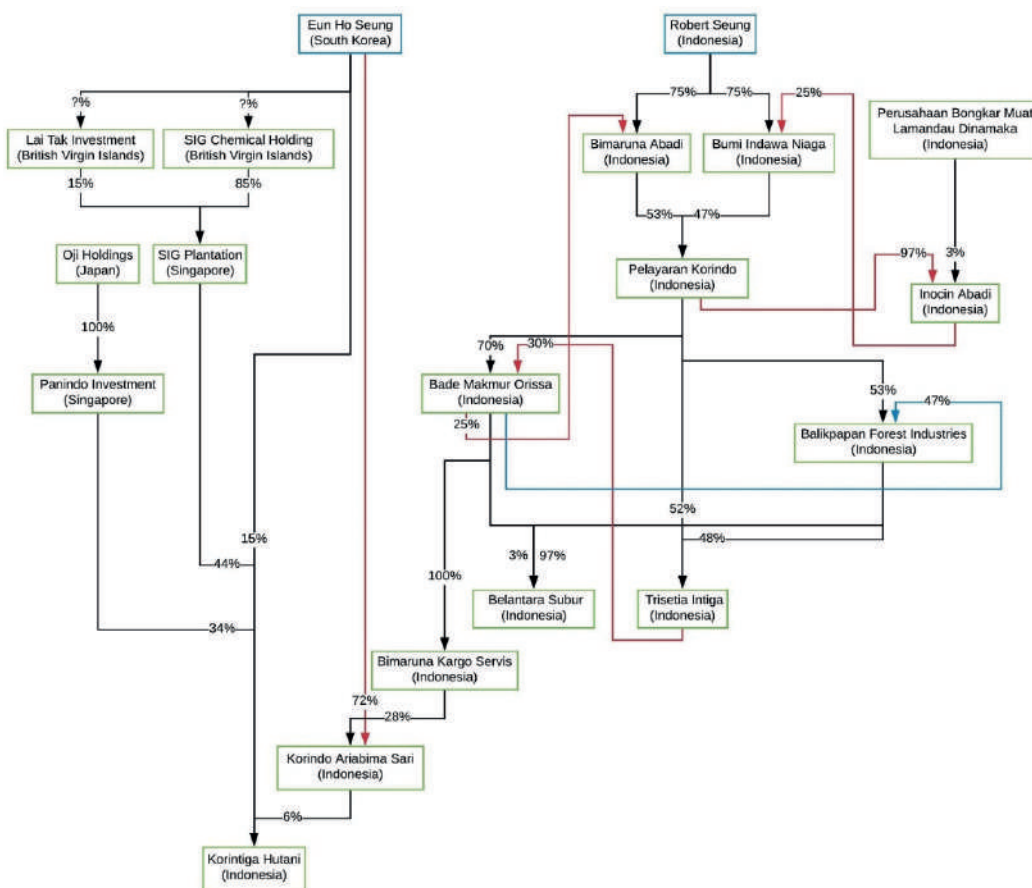 Eun Ho Seung
(South Korea)
Robert Seung
(Indonesia)
?%
?%
75%
75%
25%
Lai Tak Investment
(British Virgin Islands)
SIG Chemical Holding
(British Virgin Islands)
Bimaruna Abadi
(Indonesia)
Bumi Indawa Niaga
(Indonesia)
Perusahaan Bongkar Muat
Lamandau Dinamaka
(Indonesia)
15%
85%
53%
47%
Oji Holdings
(Japan)
SIG Plantation
(Singapore)
Pelayaran Korindo
(Indonesia)
97%
3%
Inocin Abadi
(Indonesia)
100%
70%
30%
Panindo Investment
(Singapore)
Bade Makmur Orissa
(Indonesia)
53%
47%
25%
Balikpapan Forest Industries
(Indonesia)
52%
15%
48%
44%
3%
97%
100%
Belantara Subur
(Indonesia)
Trisetia Intiga
(Indonesia)
34%
Bimaruna Kargo Servis
(Indonesia)
72%
28%
Korindo Ariabima Sari
(Indonesia)
6%
Korintiga Hutani
(Indonesia)